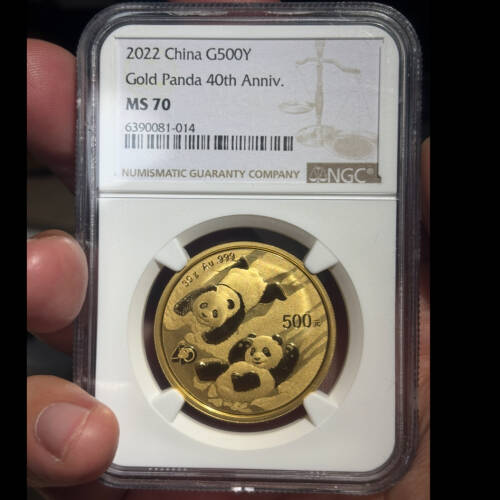 2022 China G500Y
Gold Panda 40th Anniv.
MS 70
6390081-014
NUMISMATIC GUARANTY COMPANY
NGC®
30g Au.999
500元
40